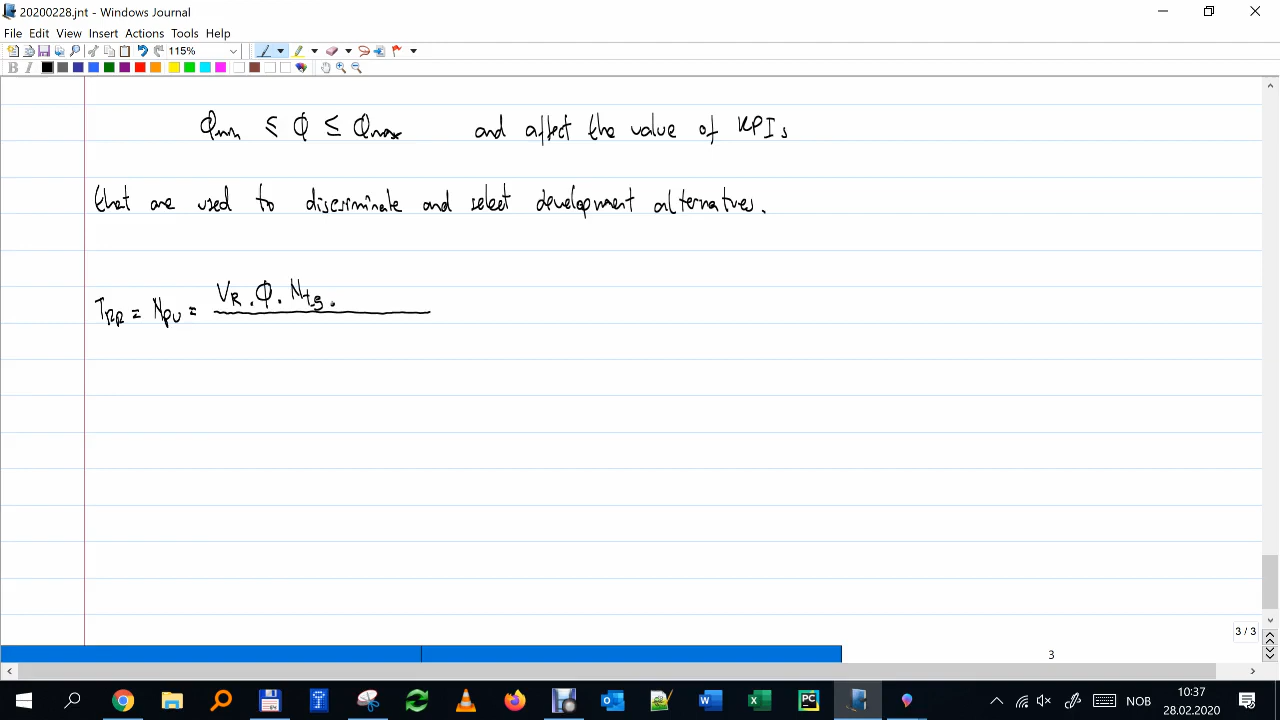 20200228.jnt - Windows Journal
File Edit View Insert Actions Tools Help
115%
B I
Φmin ≤ Φ ≤ Φmax and affect the value of KPIs
that are used to discriminate and select development alternatives.
TRR = Npu = VR . Φ . Ntg .
3 / 3
3
NOB
10:37
28.02.2020